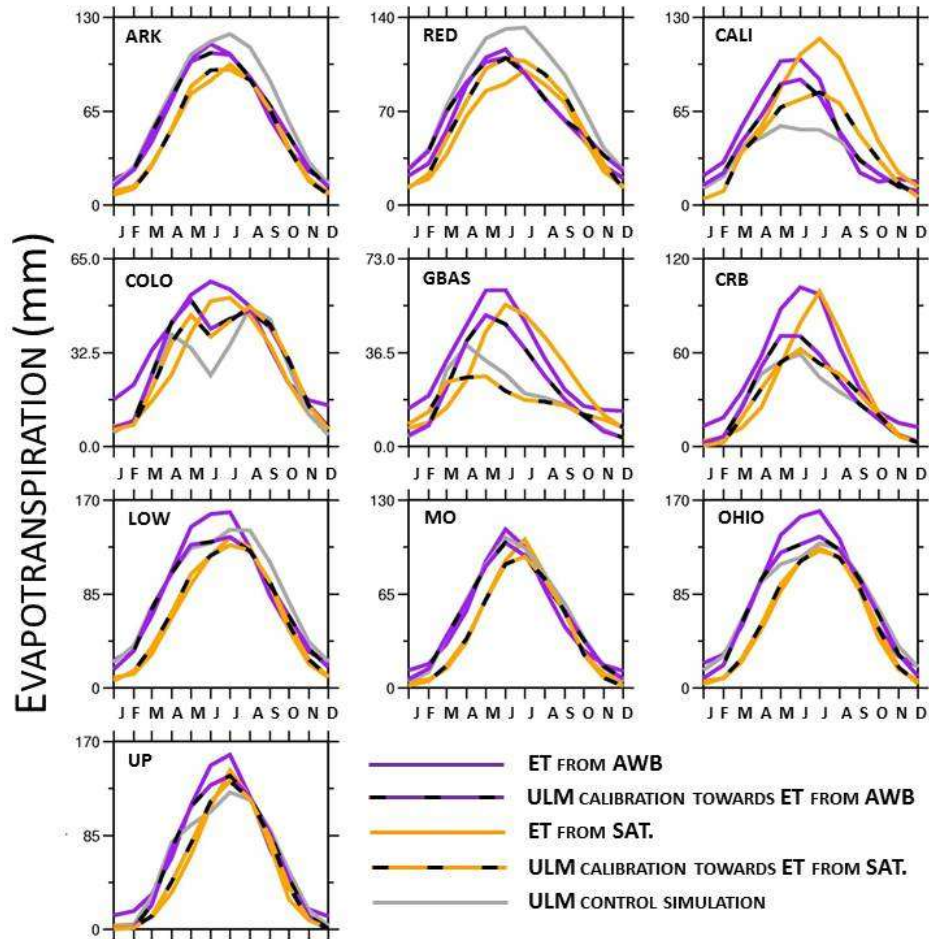 EVAPOTRANSPIRATION (mm)
130
65
0
ARK
J F M A M J J A S O N D
140
70
0
RED
J F M A M J J A S O N D
130
65
0
CALI
J F M A M J J A S O N D
65.0
32.5
0.0
COLO
J F M A M J J A S O N D
73.0
36.5
0.0
GBAS
J F M A M J J A S O N D
120
60
0
CRB
J F M A M J J A S O N D
170
85
0
LOW
J F M A M J J A S O N D
130
65
0
MO
J F M A M J J A S O N D
170
85
0
OHIO
J F M A M J J A S O N D
170
85
0
UP
ET FROM AWB
ULM CALIBRATION TOWARDS ET FROM AWB
ET FROM SAT.
ULM CALIBRATION TOWARDS ET FROM SAT.
ULM CONTROL SIMULATION